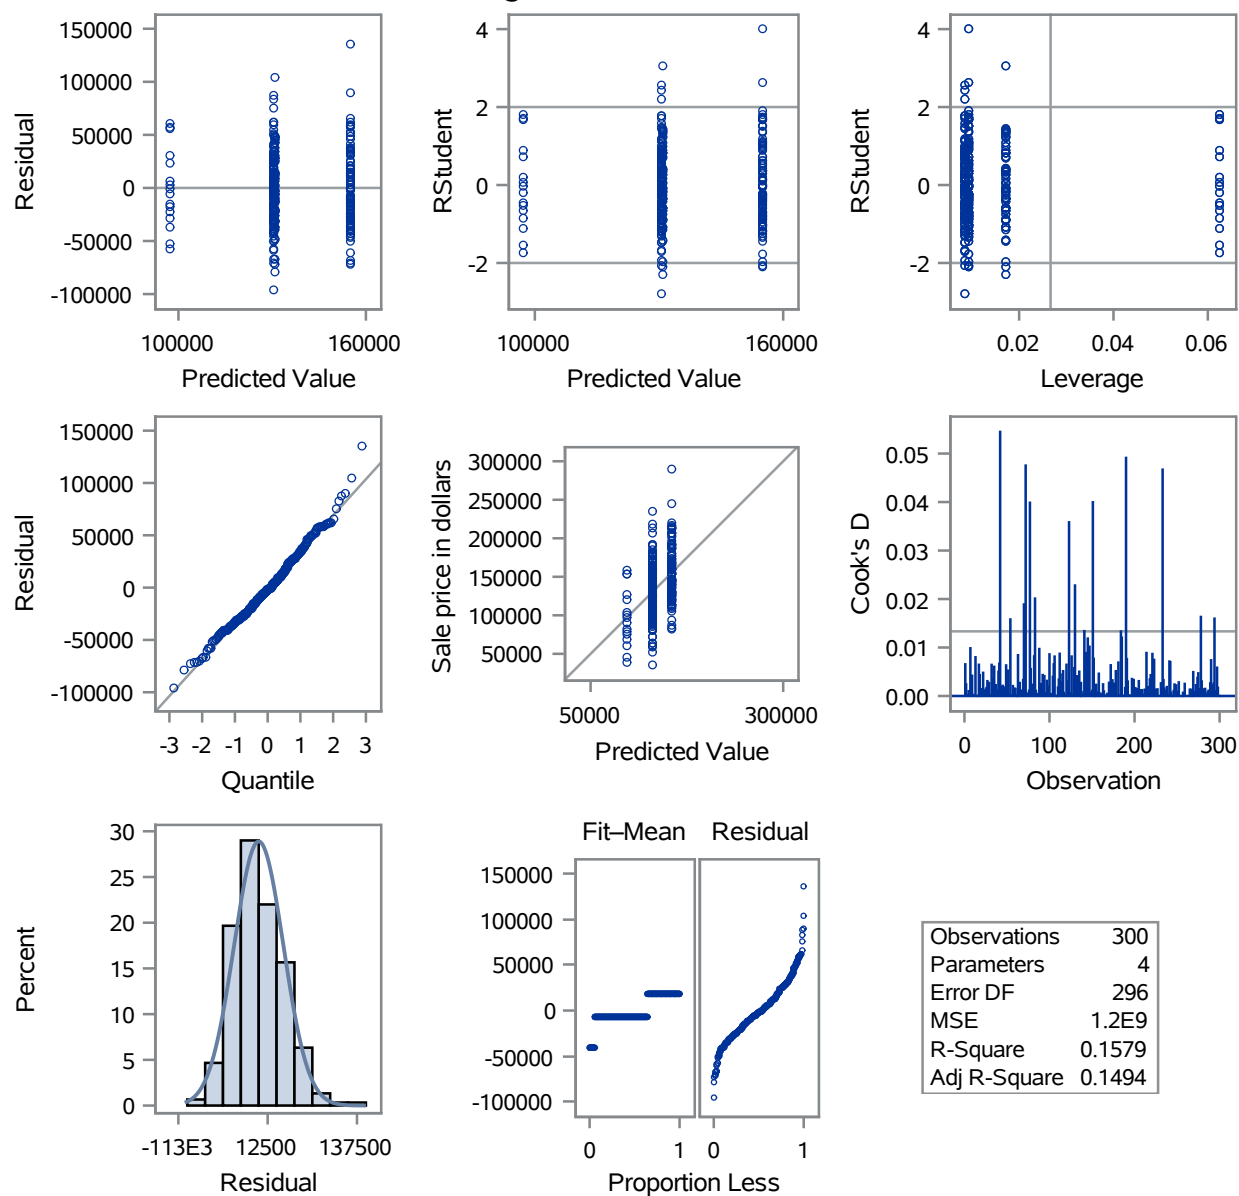 150000
100000
50000
0
-50000
-100000
Residual
100000
160000
Predicted Value
4
2
0
-2
RStudent
100000
160000
Predicted Value
4
2
0
-2
RStudent
0.02
0.04
0.06
Leverage
150000
100000
50000
0
-50000
-100000
Residual
-3
-2
-1
0
1
2
3
Quantile
300000
250000
200000
150000
100000
50000
Sale price in dollars
50000
300000
Predicted Value
0.05
0.04
0.03
0.02
0.01
0.00
Cook's D
0
100
200
300
Observation
30
25
20
15
10
5
0
Percent
-113E3
12500
137500
Residual
Fit–Mean
Residual
150000
100000
50000
0
-50000
-100000
0
1
0
1
Proportion Less
Observations 300
Parameters 4
Error DF 296
MSE 1.2E9
R-Square 0.1579
Adj R-Square 0.1494